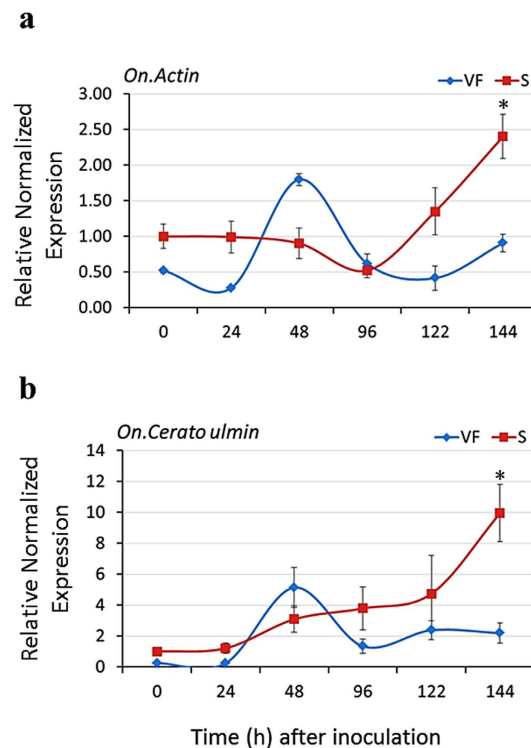 a
On.Actin
VF S
3.00
2.50
2.00
1.50
1.00
0.50
0.00
Relative Normalized
Expression
*
0 24 48 96 122 144
b
On.Cerato ulmin
VF S
14
12
10
8
6
4
2
0
Relative Normalized
Expression
*
0 24 48 96 122 144
Time (h) after inoculation